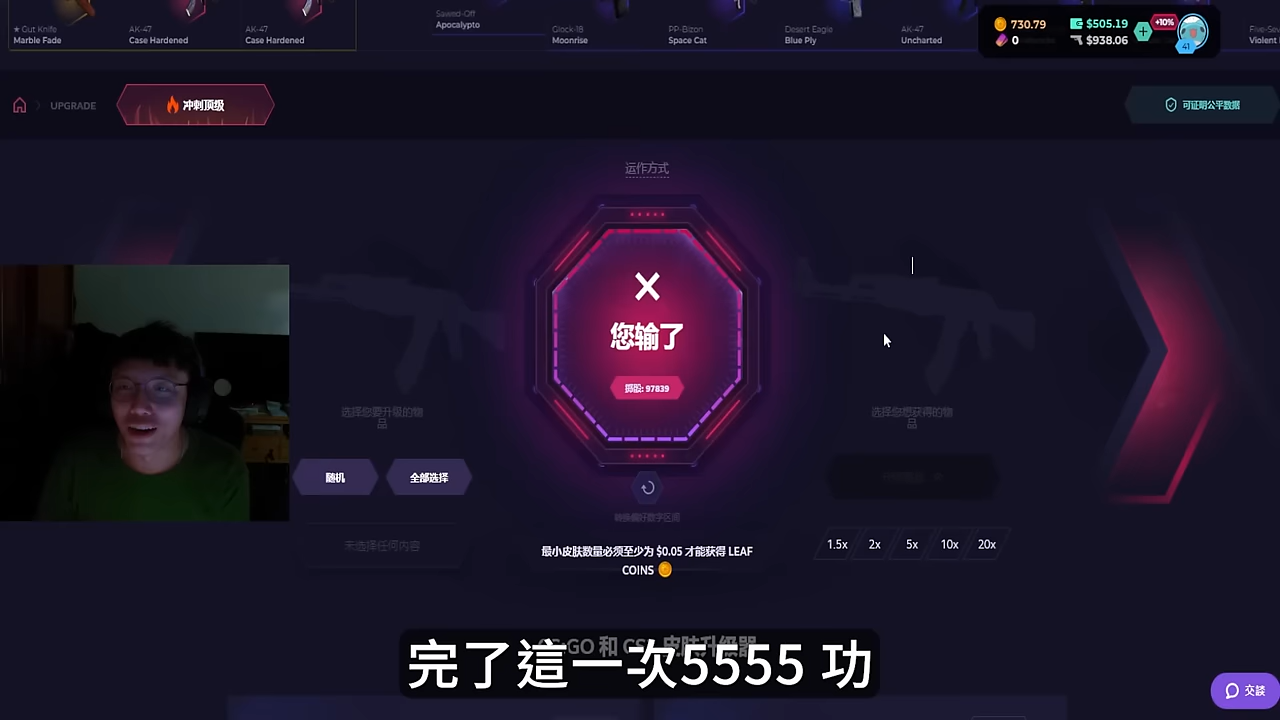 ★ Gut Knife
Marble Fade
AK-47
Case Hardened
AK-47
Case Hardened
Sawed-Off
Apocalypto
Glock-18
Moonrise
PP-Bizon
Space Cat
Desert Eagle
Blue Ply
AK-47
Uncharted
Violent
730.79
0
$505.19
$938.06
+10%
41
UPGRADE
冲刺顶级
可证明公平数据
运作方式
您输了
掷骰: 97839
选择您要升级的物
品
选择您想获得的物
品
随机
全部选择
未选择任何内容
最小皮肤数量必须至少为 $0.05 才能获得 LEAF
COINS
1.5x
2x
5x
10x
20x
完了這一次5555 功
交談